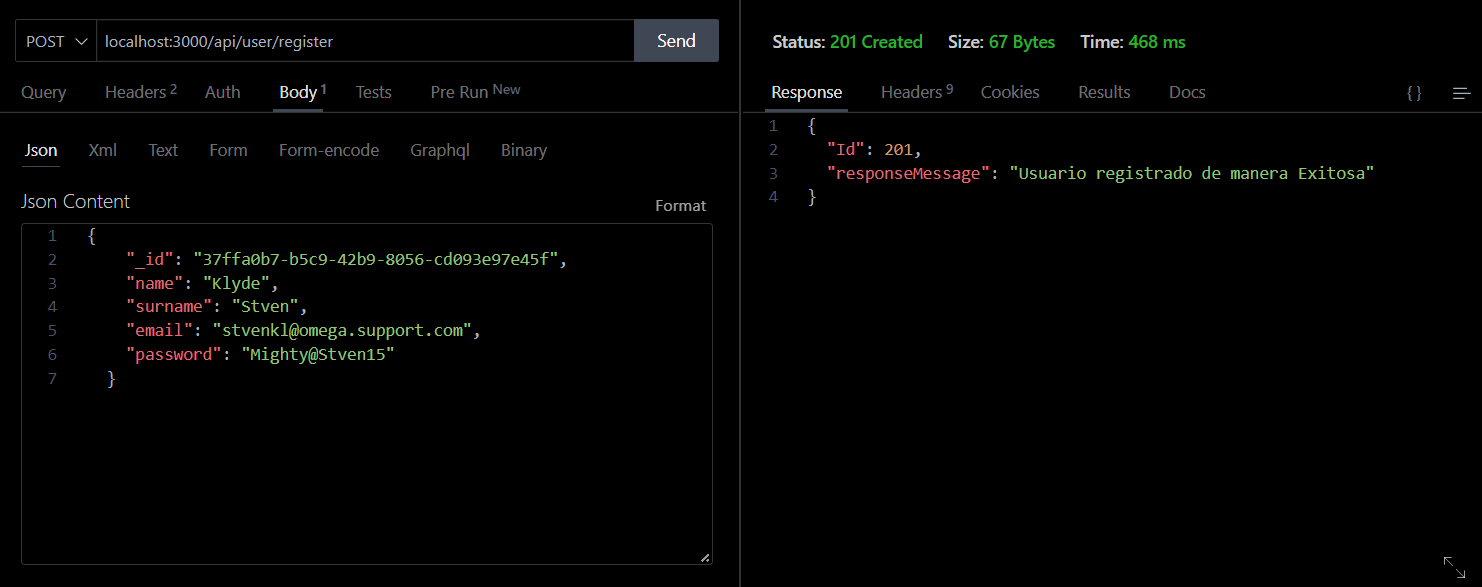 POST localhost:3000/api/user/register Send
Query Headers 2 Auth Body 1 Tests Pre Run New
Json Xml Text Form Form-encode Graphql Binary
Json Content Format
1 {
2 "_id": "37ffa0b7-b5c9-42b9-8056-cd093e97e45f",
3 "name": "Klyde",
4 "surname": "Stven",
5 "email": "stvenkl@omega.support.com",
6 "password": "Mighty@Stven15"
7 }
Status: 201 Created Size: 67 Bytes Time: 468 ms
Response Headers 9 Cookies Results Docs { }
1 {
2 "Id": 201,
3 "responseMessage": "Usuario registrado de manera Exitosa"
4 }